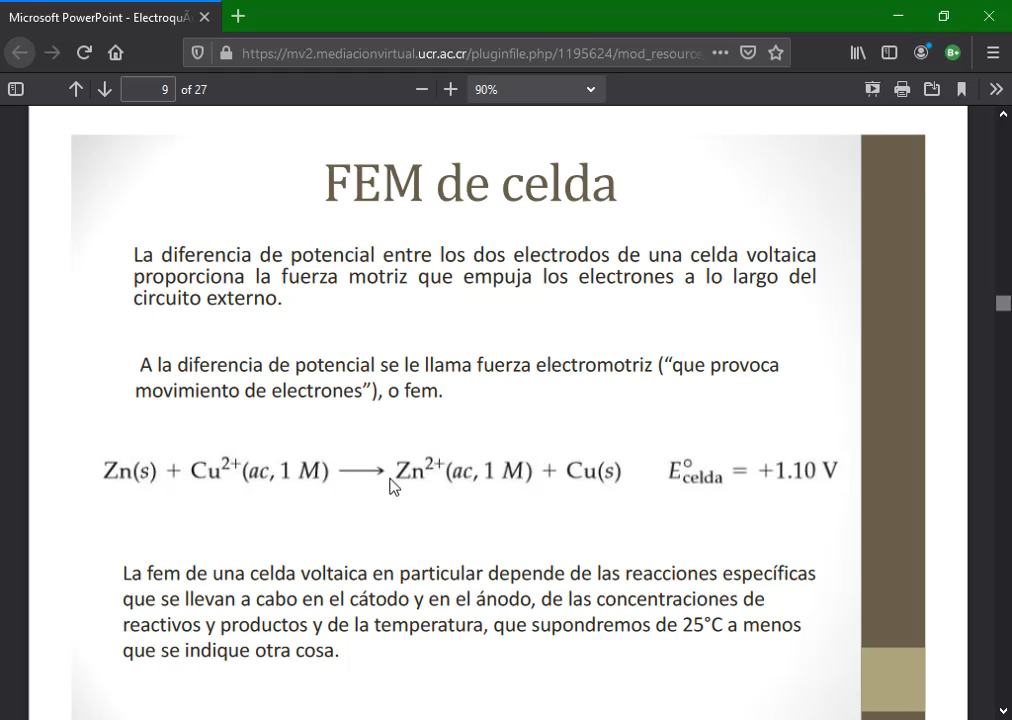 Microsoft PowerPoint - ElectroquÃ
https://mv2.mediacionvirtual.ucr.ac.cr/pluginfile.php/1195624/mod_resource
9 of 27
90%
FEM de celda
La diferencia de potencial entre los dos electrodos de una celda voltaica
proporciona la fuerza motriz que empuja los electrones a lo largo del
circuito externo.
A la diferencia de potencial se le llama fuerza electromotriz (“que provoca
movimiento de electrones”), o fem.
Zn(s) + Cu²⁺(ac, 1 M) ⟶ Zn²⁺(ac, 1 M) + Cu(s) E°celda = +1.10 V
La fem de una celda voltaica en particular depende de las reacciones específicas
que se llevan a cabo en el cátodo y en el ánodo, de las concentraciones de
reactivos y productos y de la temperatura, que supondremos de 25°C a menos
que se indique otra cosa.